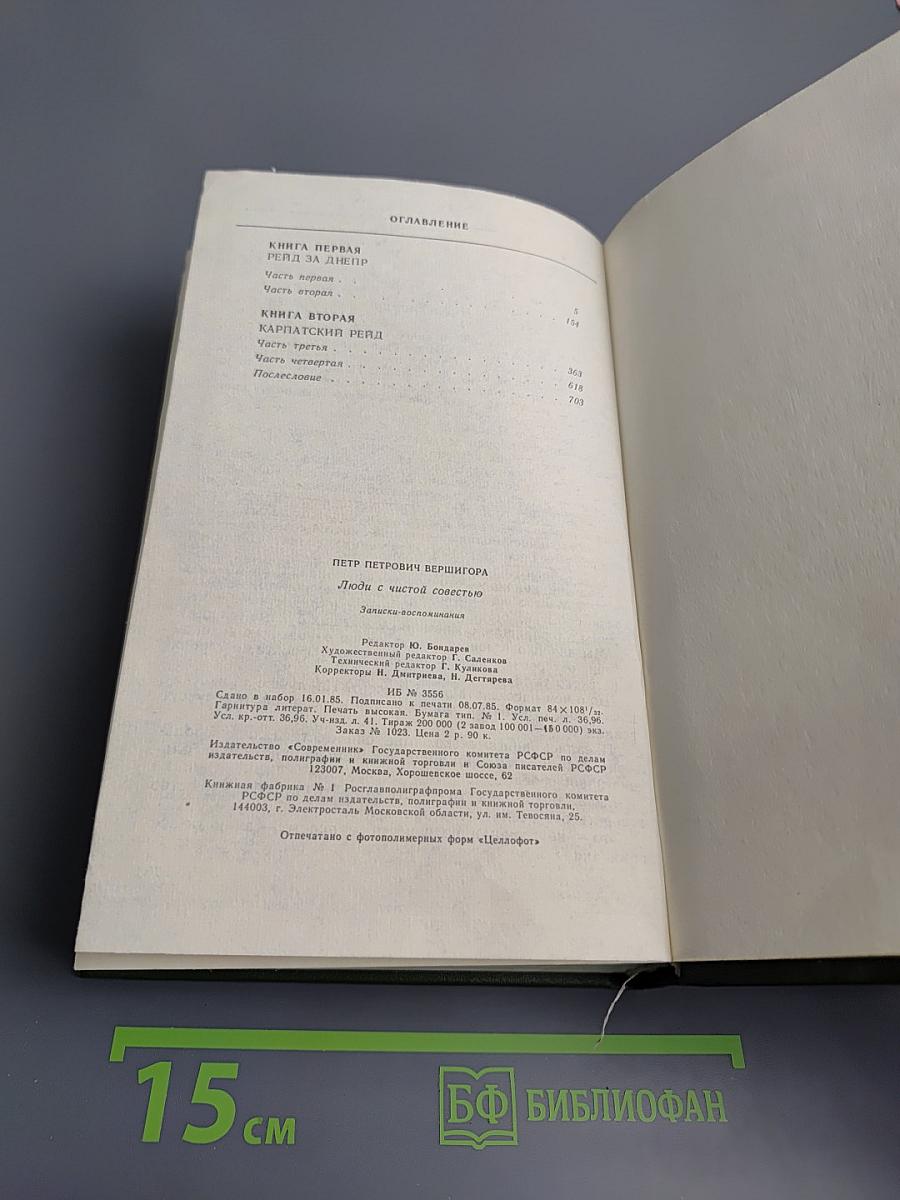 ОГЛАВЛЕНИЕ
КНИГА ПЕРВАЯ
РЕЙД ЗА ДНЕПР
Часть первая . . . . . . . . . . 5
Часть вторая . . . . . . . . . . 154
КНИГА ВТОРАЯ
КАРПАТСКИЙ РЕЙД
Часть третья . . . . . . . . . . 363
Часть четвертая . . . . . . . . . . 618
Послесловие . . . . . . . . . . 703
ПЕТР ПЕТРОВИЧ ВЕРШИГОРА
Люди с чистой совестью
Записки-воспоминания
Редактор Ю. Бондарев
Художественный редактор Г. Саленков
Технический редактор Г. Куликова
Корректоры Н. Дмитриева, Н. Дегтярева
ИБ № 3556
Сдано в набор 16.01.85. Подписано к печати 08.07.85. Формат 84×108¹/₃₂.
Гарнитура литерат. Печать высокая. Бумага тип. № 1. Усл. печ. л. 36,96.
Усл. кр.-отт. 36,96. Уч-изд. л. 41. Тираж 200 000 (2 завод 100 001—150 000) экз.
Заказ № 1023. Цена 2 р. 90 к.
Издательство «Современник» Государственного комитета РСФСР по делам
издательств, полиграфии и книжной торговли и Союза писателей РСФСР
123007, Москва, Хорошевское шоссе, 62
Книжная фабрика № 1 Росглавполиграфпрома Государственного комитета
РСФСР по делам издательств, полиграфии и книжной торговли,
144003, г. Электросталь Московской области, ул. им. Тевосяна, 25.
Отпечатано с фотополимерных форм «Целлофот»
15 см
БФ БИБЛИОФАН